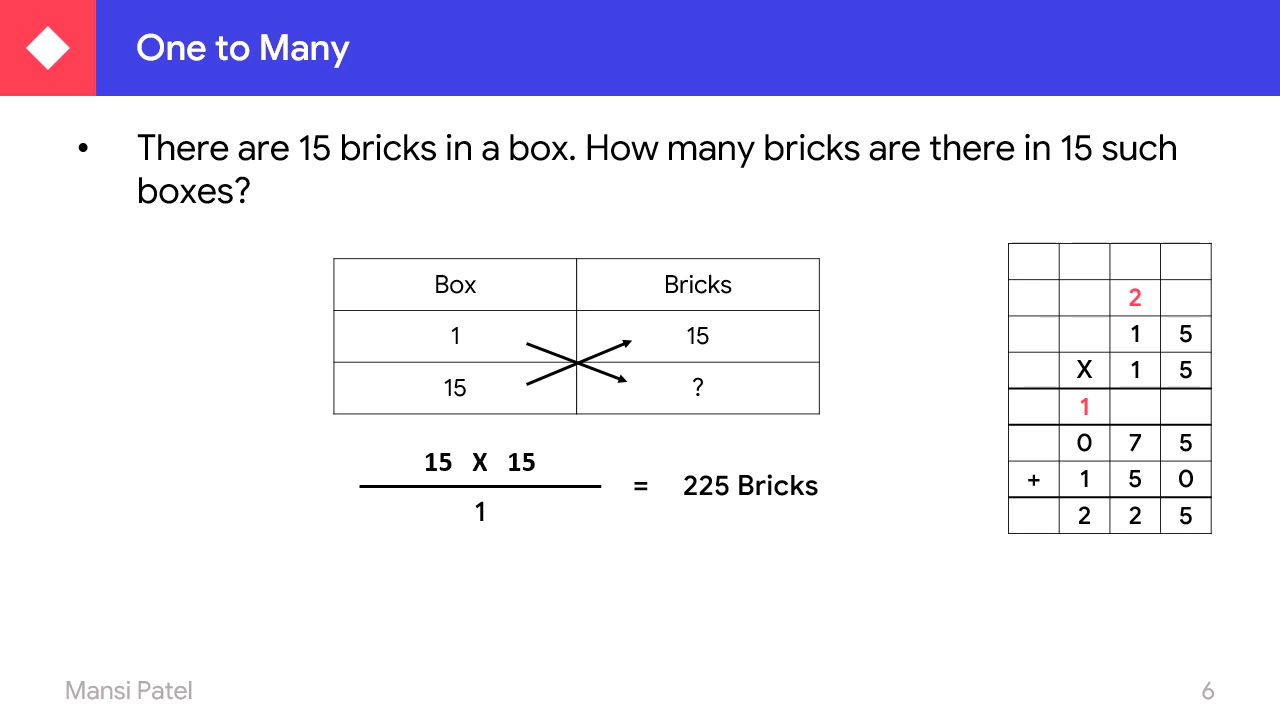 One to Many
• There are 15 bricks in a box. How many bricks are there in 15 such
boxes?
Box Bricks
1 15
15 ?
15 X 15
1
= 225 Bricks
2
1 5
X 1 5
1
0 7 5
+ 1 5 0
2 2 5
Mansi Patel
6